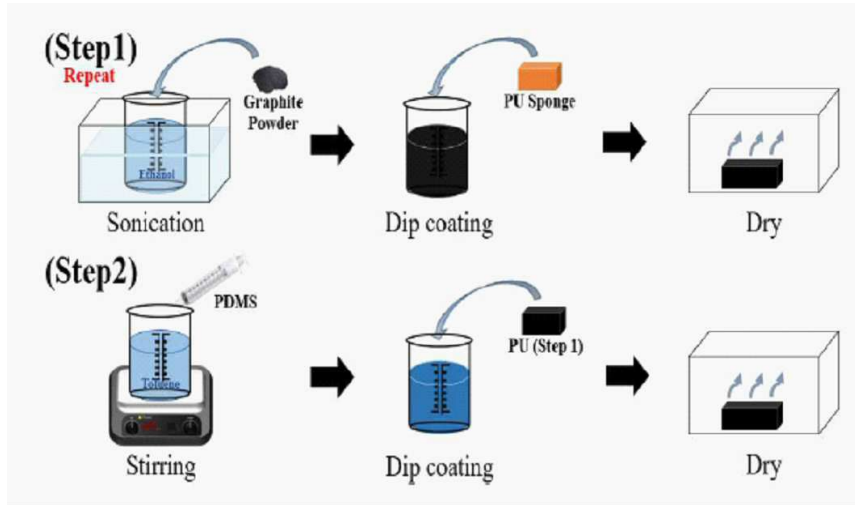 (Step1)
Repeat
Graphite
Powder
PU Sponge
Ethanol
Sonication
Dip coating
Dry
(Step2)
PDMS
PU (Step 1)
Toluene
Stirring
Dip coating
Dry